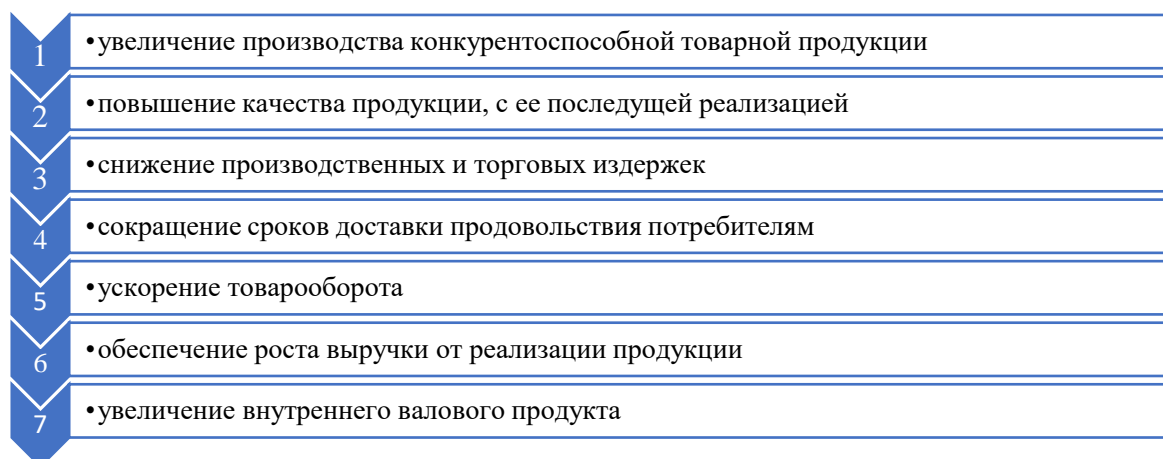 1
•увеличение производства конкурентоспособной товарной продукции
2
•повышение качества продукции, с ее последущей реализацией
3
•снижение производственных и торговых издержек
4
•сокращение сроков доставки продовольствия потребителям
5
•ускорение товарооборота
6
•обеспечение роста выручки от реализации продукции
7
•увеличение внутреннего валового продукта